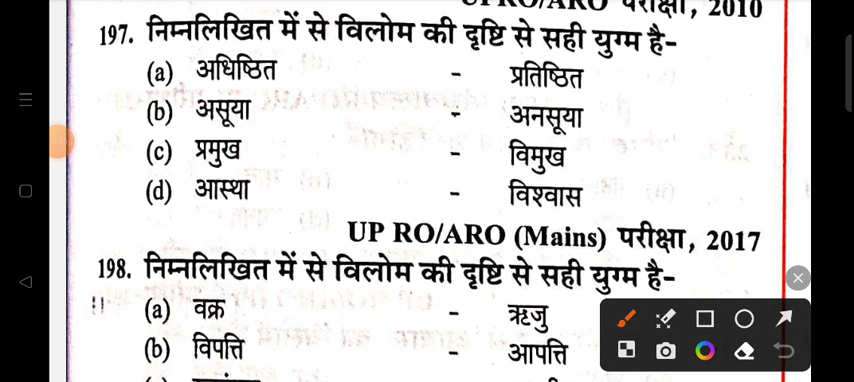 परीक्षा, 2010
197. निम्नलिखित में से विलोम की दृष्टि से सही युग्म है-
(a) अधिष्ठित - प्रतिष्ठित
(b) असूया - अनसूया
(c) प्रमुख - विमुख
(d) आस्था - विश्वास
UP RO/ARO (Mains) परीक्षा, 2017
198. निम्नलिखित में से विलोम की दृष्टि से सही युग्म है-
(a) वक्र - ऋजु
(b) विपत्ति - आपत्ति